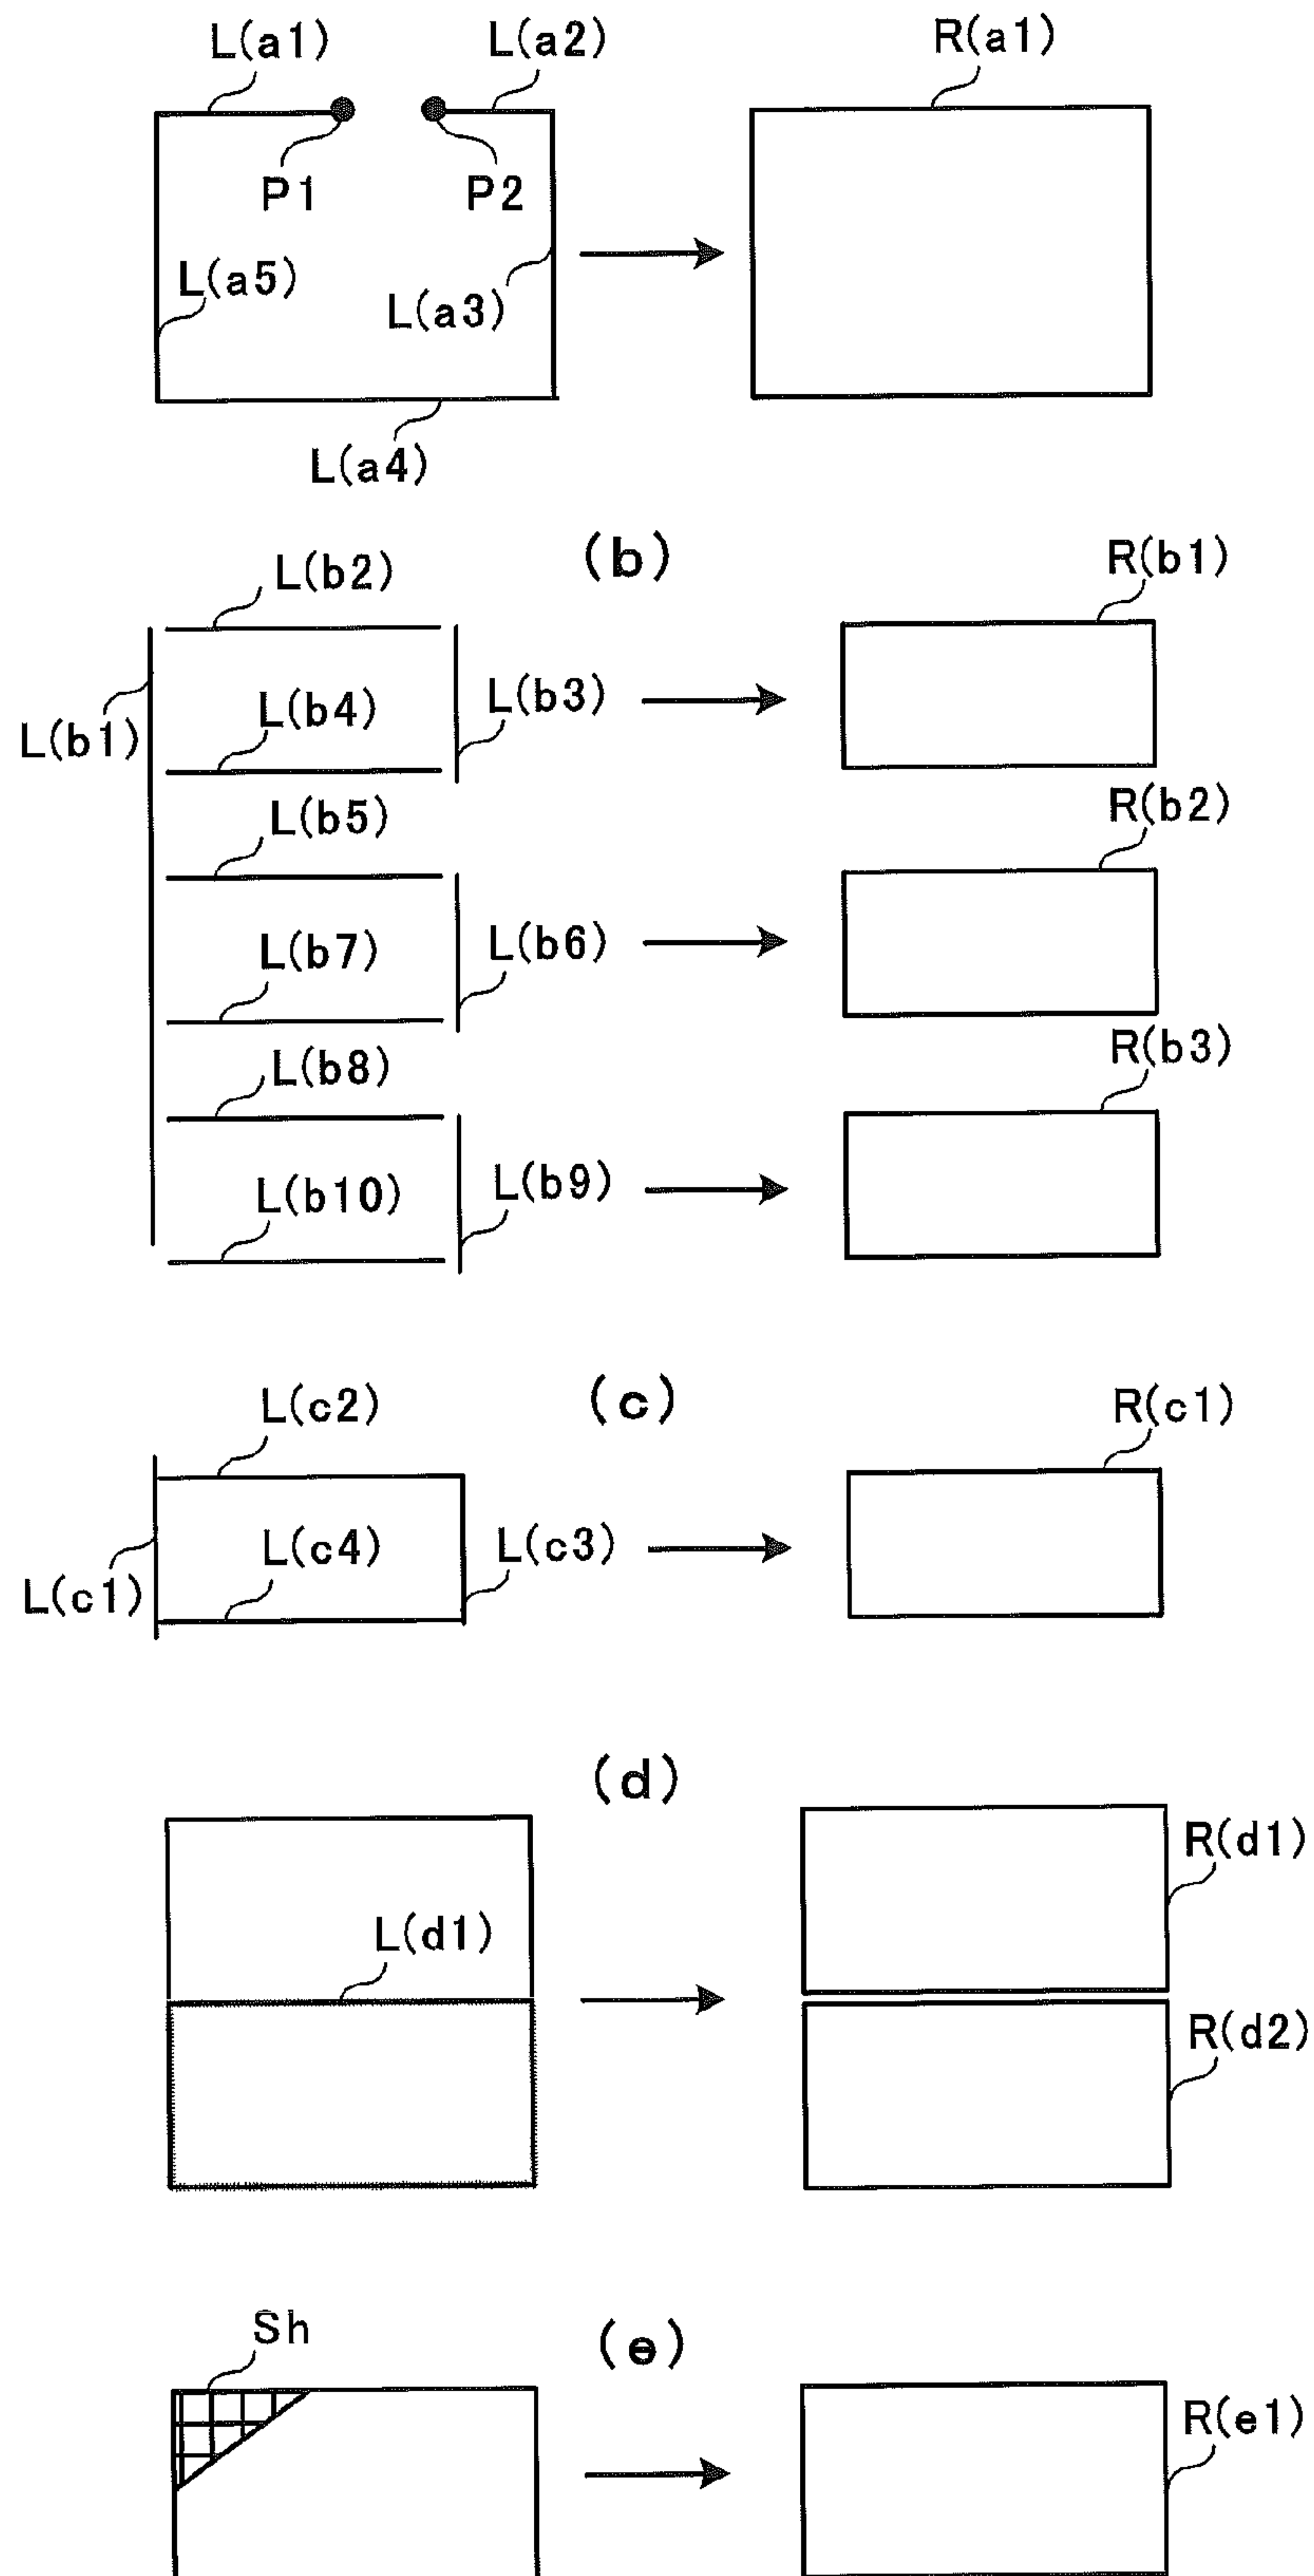 L(a1) L(a2) R(a1)
P1 P2
L(a5) L(a3)
L(a4)
(b)
L(b2) R(b1)
L(b1) L(b4) L(b3)
L(b5) R(b2)
L(b7) L(b6)
L(b8) R(b3)
L(b10) L(b9)
(c)
L(c2) R(c1)
L(c1) L(c4) L(c3)
(d)
L(d1) R(d1)
R(d2)
(e)
Sh
R(e1)